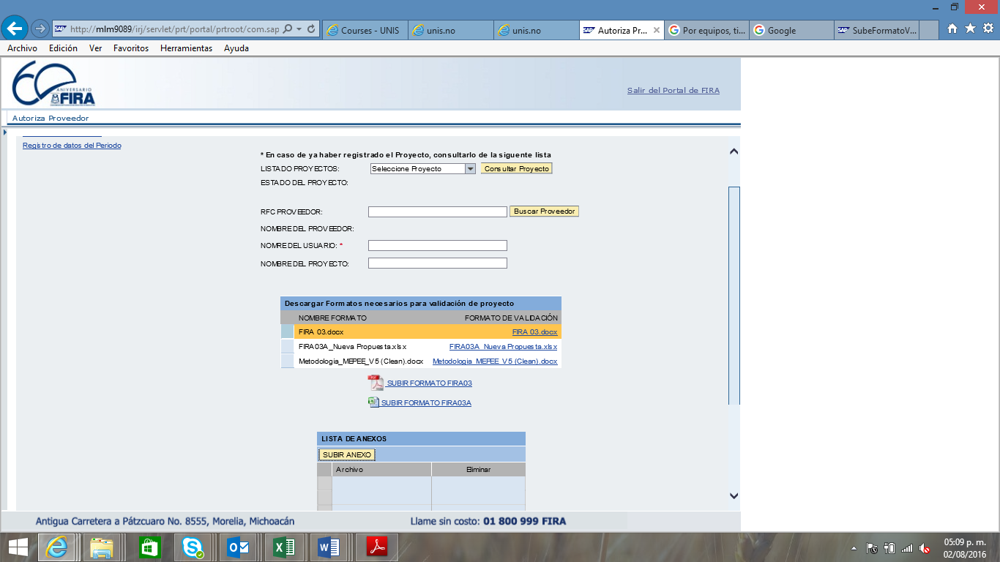 http://mlm9089/irj/servlet/prt/portal/prtroot/com.sap
Courses - UNIS
unis.no
unis.no
Autoriza Pr...
Por equipos, ti...
Google
SubeFormatoV...
Archivo Edición Ver Favoritos Herramientas Ayuda
60 ANIVERSARIO FIRA
Salir del Portal de FIRA
Autoriza Proveedor
Registro de datos del Periodo
* En caso de ya haber registrado el Proyecto, consultarlo de la siguente lista
LISTADO PROYECTOS: Seleccione Proyecto Consultar Proyecto
ESTADO DEL PROYECTO:
RFC PROVEEDOR: Buscar Proveedor
NOMBRE DEL PROVEEDOR:
NOMRE DEL USUARIO: *
NOMBRE DEL PROYECTO:
Descargar Formatos necesarios para validación de proyecto
NOMBRE FORMATO FORMATO DE VALIDACIÓN
FIRA 03.docx FIRA 03.docx
FIRA03A_Nueva Propuesta.xlsx FIRA03A_Nueva Propuesta.xlsx
Metodologia_MEPEE_V5 (Clean).docx Metodologia_MEPEE_V5 (Clean).docx
SUBIR FORMATO FIRA03
SUBIR FORMATO FIRA03A
LISTA DE ANEXOS
SUBIR ANEXO
Archivo Eliminar
Antigua Carretera a Pátzcuaro No. 8555, Morelia, Michoacán Llame sin costo: 01 800 999 FIRA
05:09 p. m.
02/08/2016